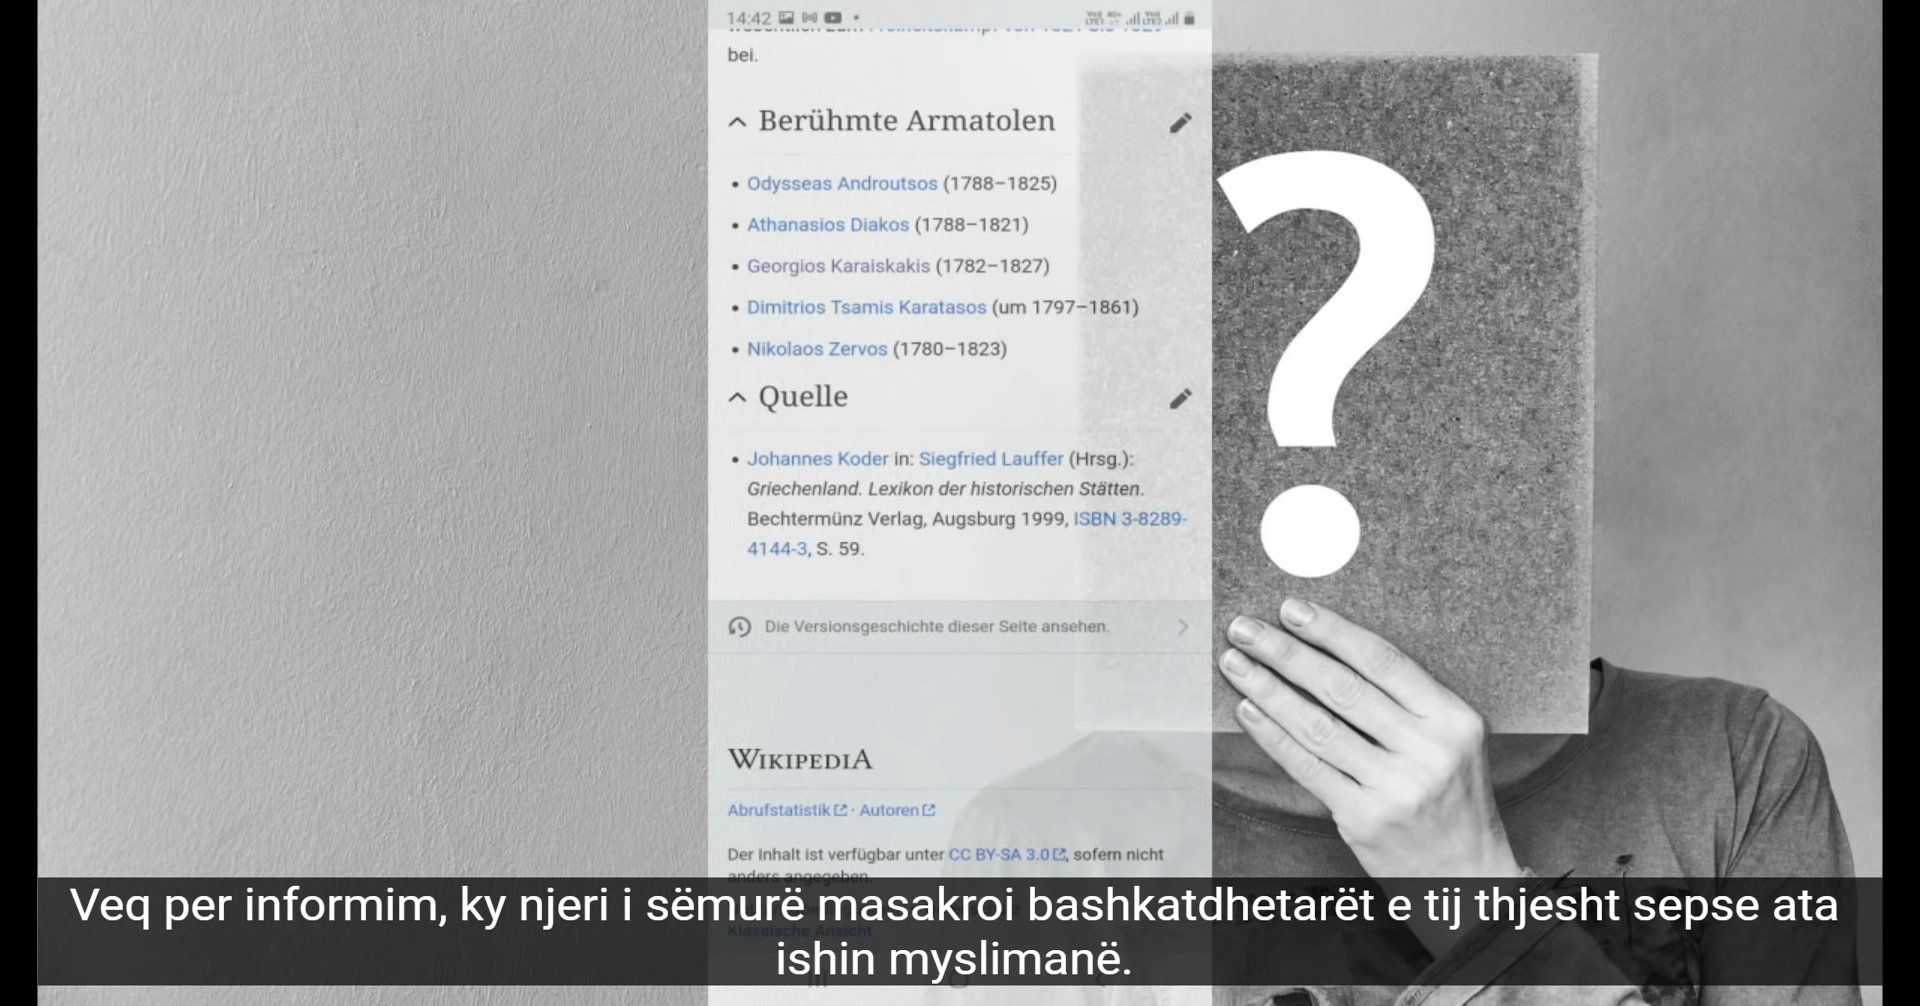 14:42
bei.
Berühmte Armatolen
• Odysseas Androutsos (1788–1825)
• Athanasios Diakos (1788–1821)
• Georgios Karaiskakis (1782–1827)
• Dimitrios Tsamis Karatasos (um 1797–1861)
• Nikolaos Zervos (1780–1823)
Quelle
• Johannes Koder in: Siegfried Lauffer (Hrsg.):
Griechenland. Lexikon der historischen Stätten.
Bechtermünz Verlag, Augsburg 1999, ISBN 3-8289-
4144-3, S. 59.
Die Versionsgeschichte dieser Seite ansehen.
WIKIPEDIA
Abrufstatistik · Autoren
Der Inhalt ist verfügbar unter CC BY-SA 3.0, sofern nicht
anders angegeben.
Klassische Ansicht
Veq per informim, ky njeri i sëmurë masakroi bashkatdhetarët e tij thjesht sepse ata
ishin myslimanë.
?